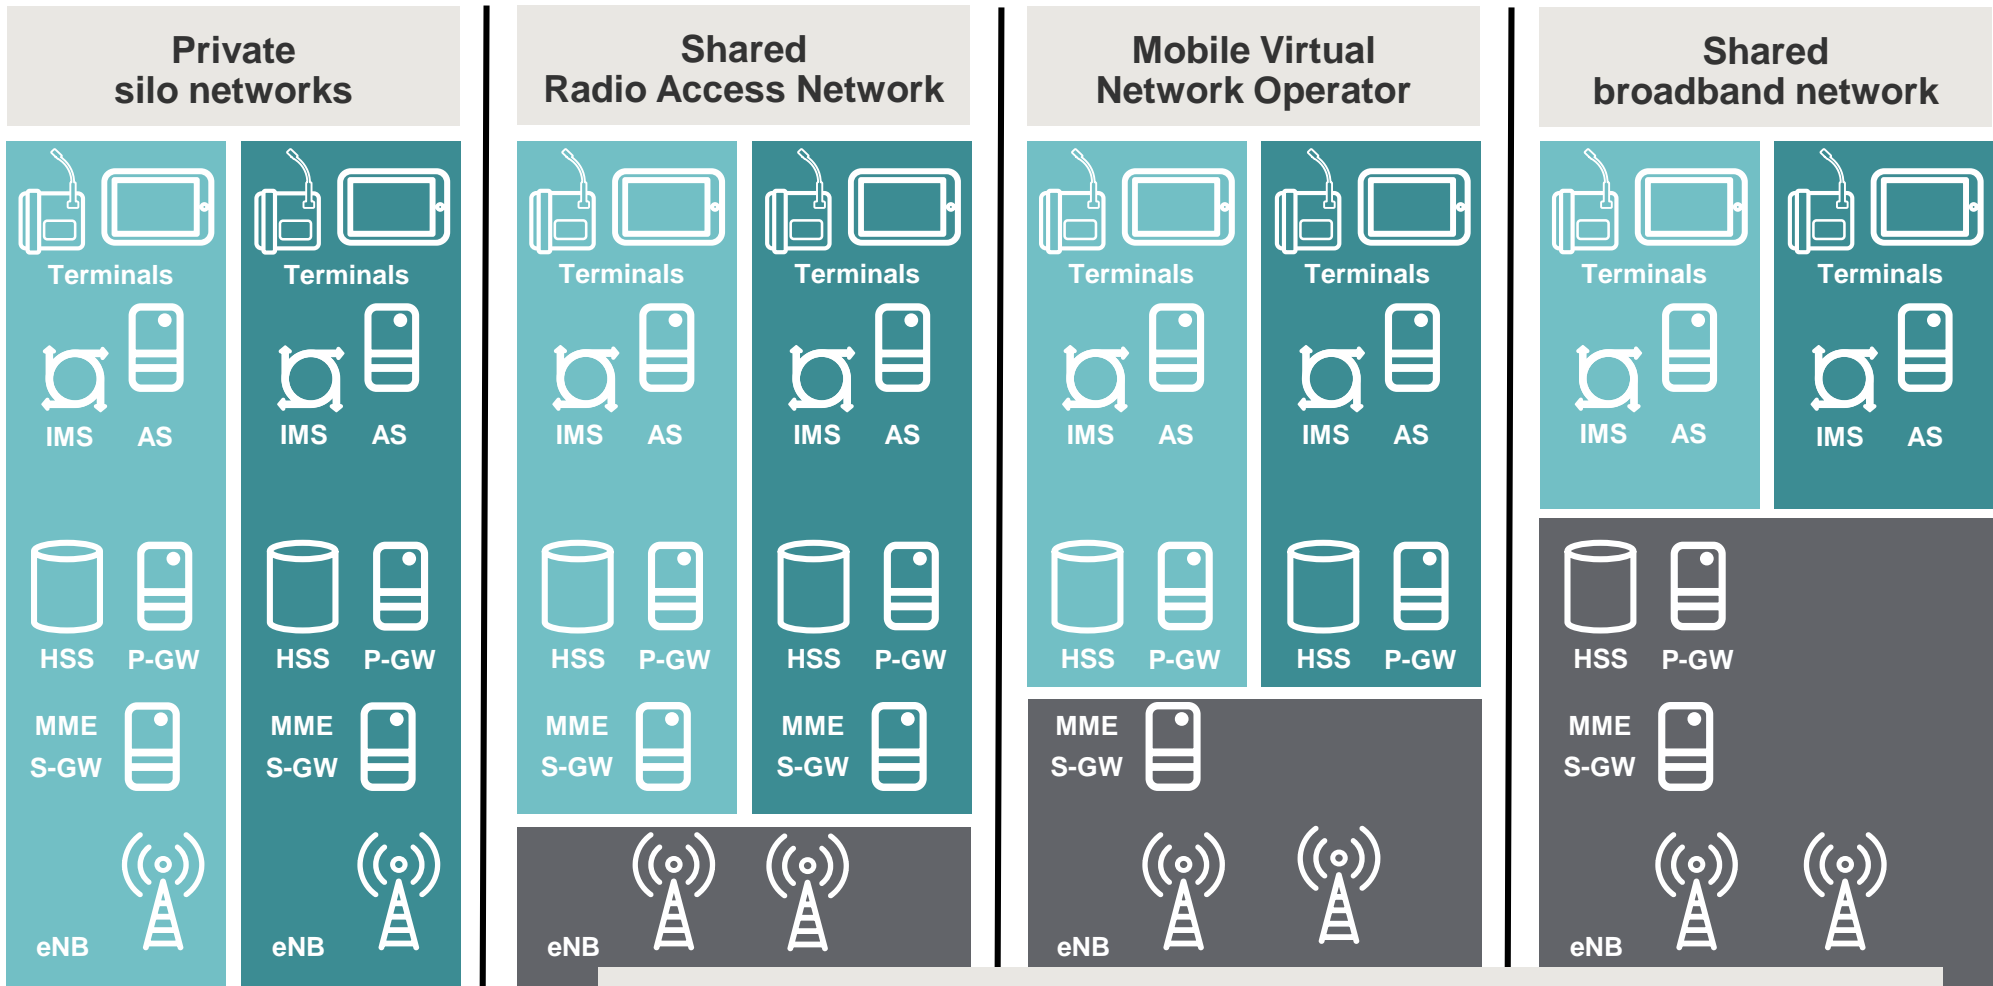 Private
silo networks
Shared
Radio Access Network
Mobile Virtual
Network Operator
Shared
broadband network
Terminals
Terminals
Terminals
Terminals
Terminals
Terminals
Terminals
Terminals
IMS AS
IMS AS
IMS AS
IMS AS
IMS AS
IMS AS
IMS AS
IMS AS
HSS P-GW
HSS P-GW
HSS P-GW
HSS P-GW
HSS P-GW
HSS P-GW
HSS P-GW
MME
S-GW
MME
S-GW
MME
S-GW
MME
S-GW
MME
S-GW
MME
S-GW
eNB
eNB
eNB
eNB
eNB